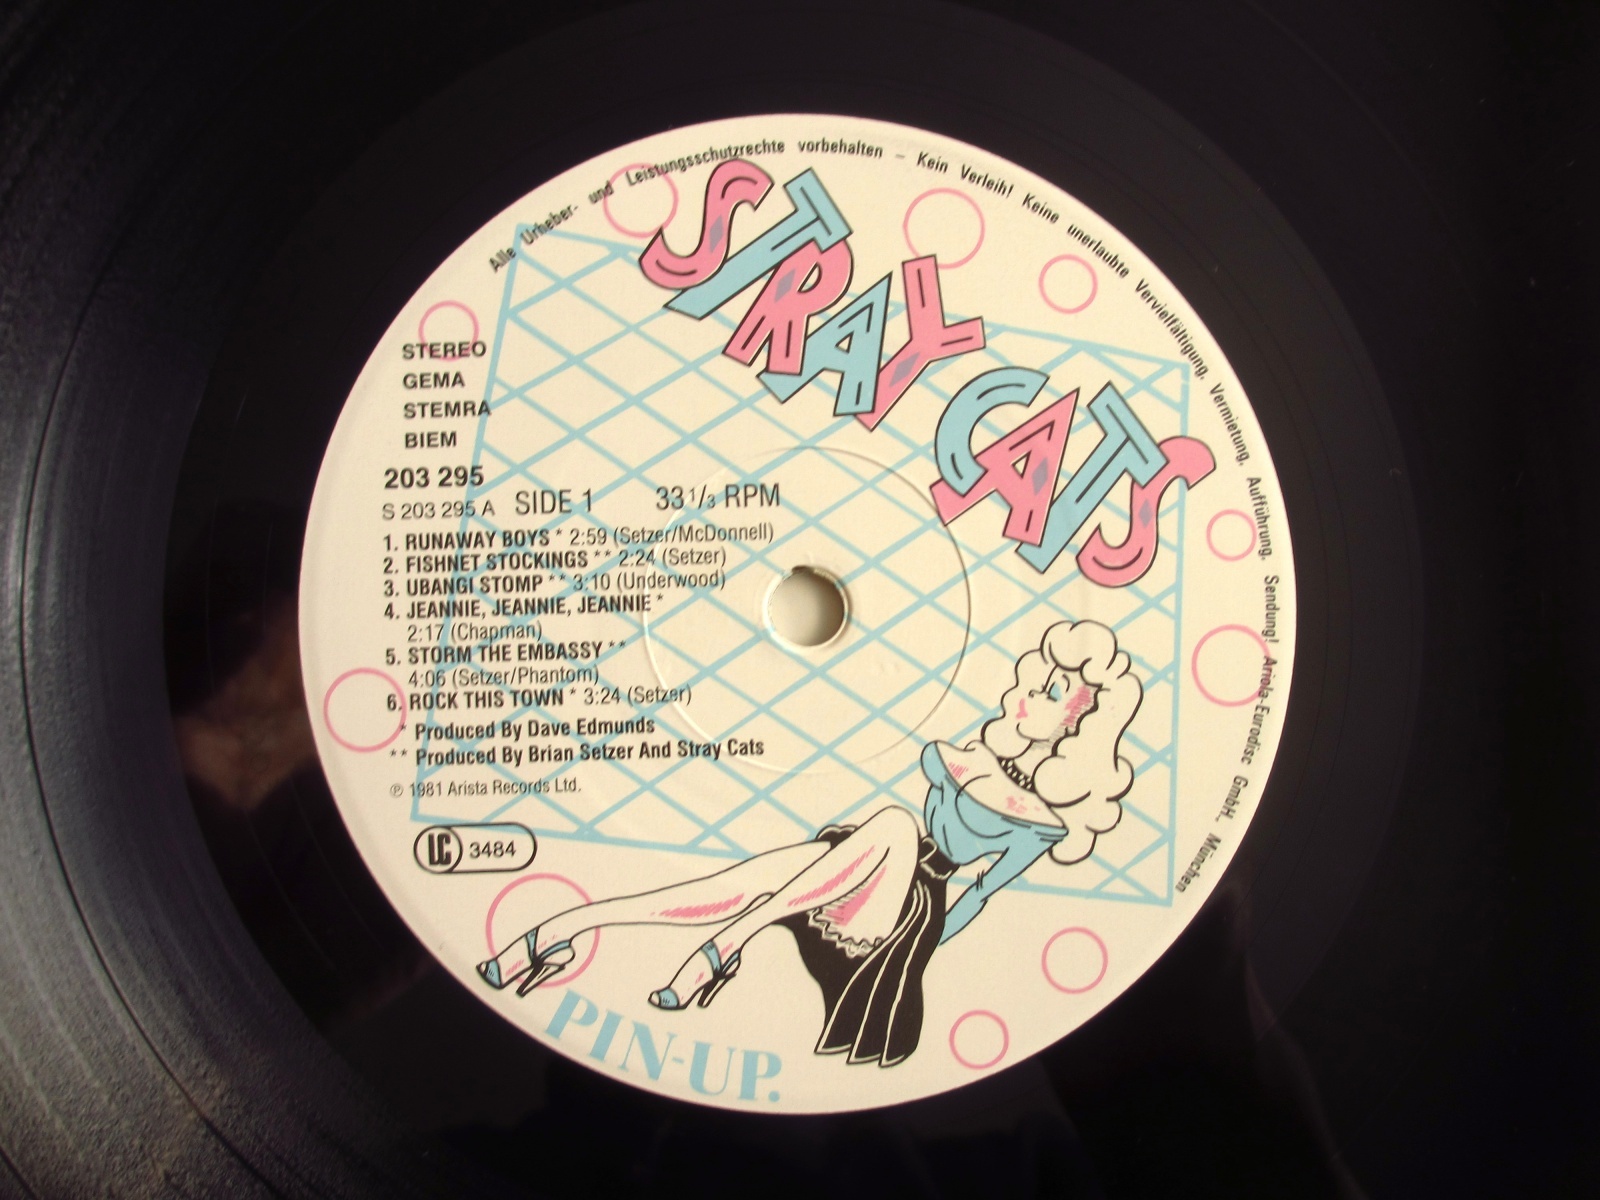 Alle Urheber- und Leistungsschutzrechte vorbehalten – Kein Verleih! Keine unerlaubte Vervielfältigung, Vermietung, Aufführung, Sendung! Ariola-Eurodisc GmbH., München
STRAY CATS
STEREO
GEMA
STEMRA
BIEM
203 295
S 203 295 A SIDE 1 33 1/3 RPM
1. RUNAWAY BOYS * 2:59 (Setzer/McDonnell)
2. FISHNET STOCKINGS ** 2:24 (Setzer)
3. UBANGI STOMP ** 3:10 (Underwood)
4. JEANNIE, JEANNIE, JEANNIE *
2:17 (Chapman)
5. STORM THE EMBASSY **
4:06 (Setzer/Phantom)
6. ROCK THIS TOWN * 3:24 (Setzer)
* Produced By Dave Edmunds
** Produced By Brian Setzer And Stray Cats
℗ 1981 Arista Records Ltd.
LC 3484
PIN-UP.